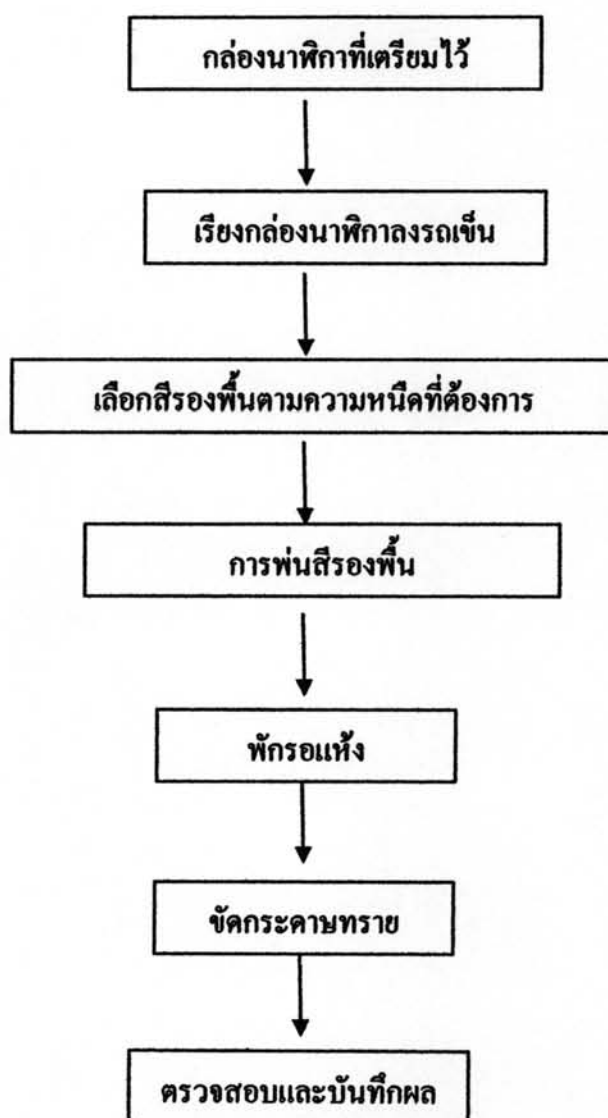 กล่องนาฬิกาที่เตรียมไว้
เรียงกล่องนาฬิกาลงรถเข็น
เลือกสีรองพื้นตามความหนืดที่ต้องการ
การพ่นสีรองพื้น
พักรอแห้ง
ขัดกระดาษทราย
ตรวจสอบและบันทึกผล